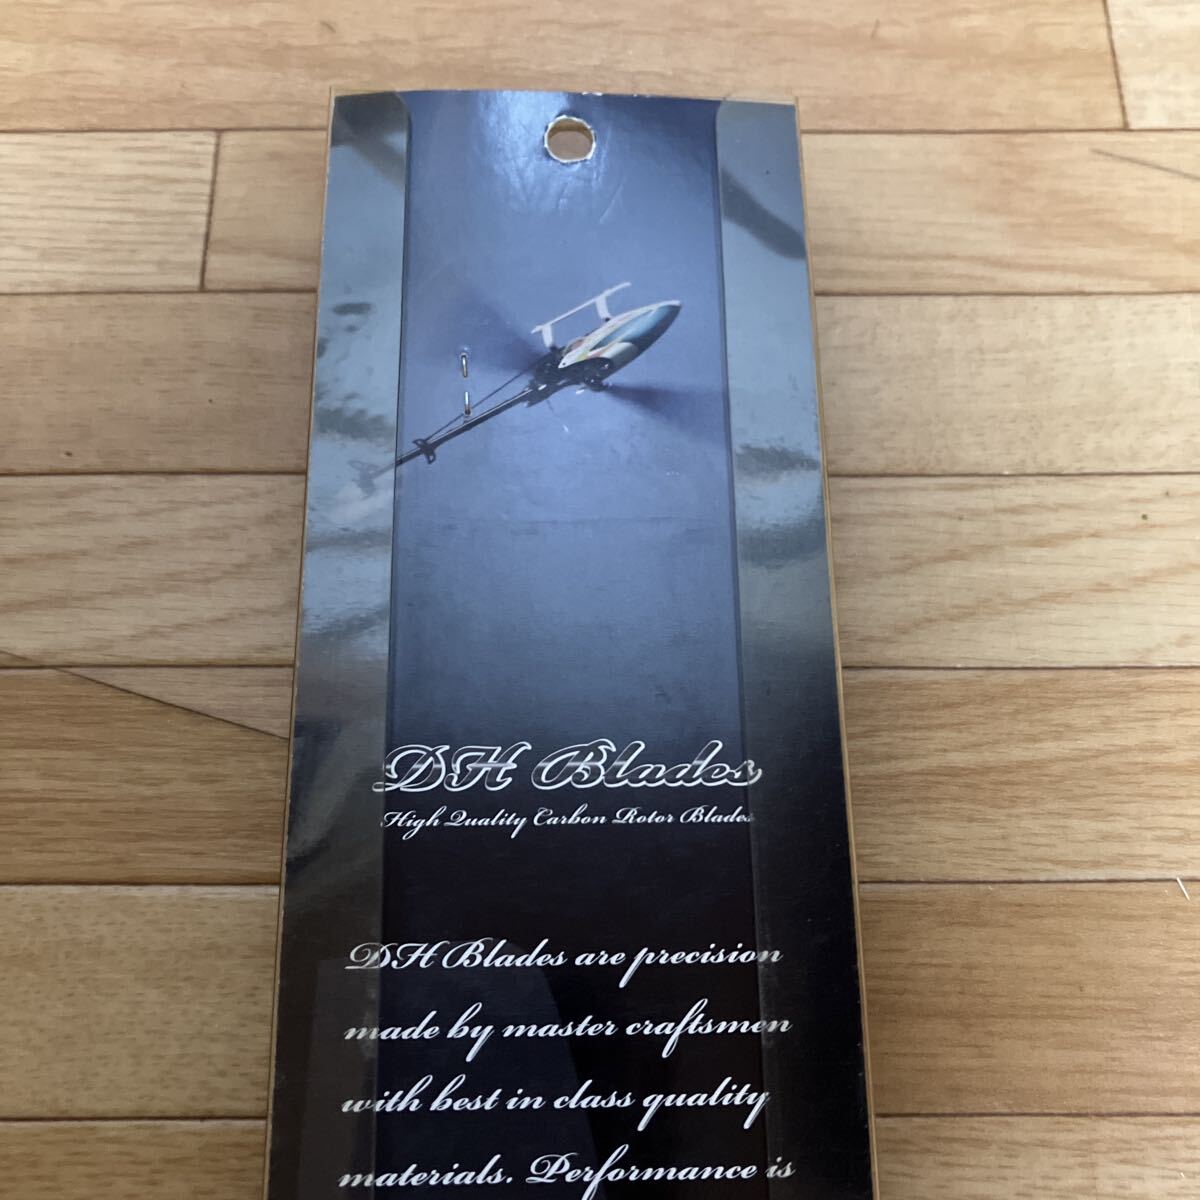 DH Blades
High Quality Carbon Rotor Blades
DH Blades are precision
made by master craftsmen
with best in class quality
materials. Performance is